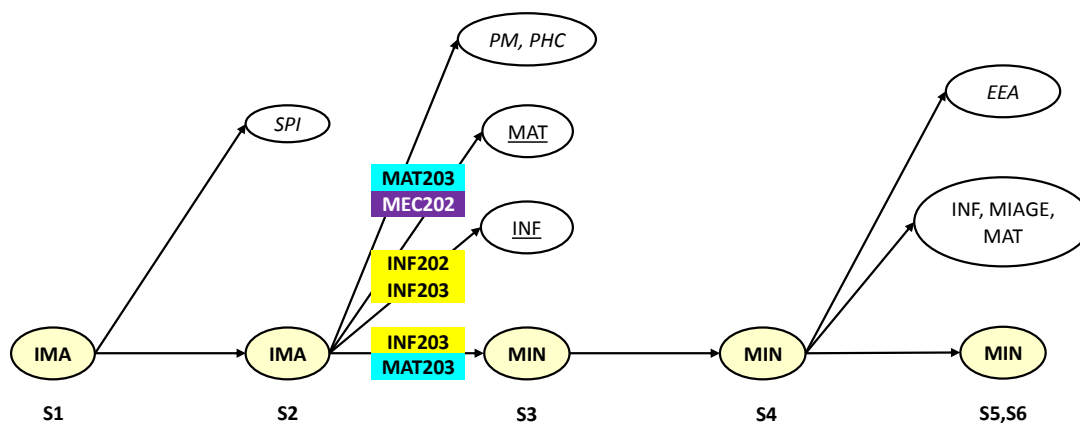 PM, PHC
EEA
SPI
MAT
MAT203
MEC202
INF
INF, MIAGE,
MAT
INF202
INF203
IMA
IMA
INF203
MAT203
MIN
MIN
MIN
S1
S2
S3
S4
S5,S6